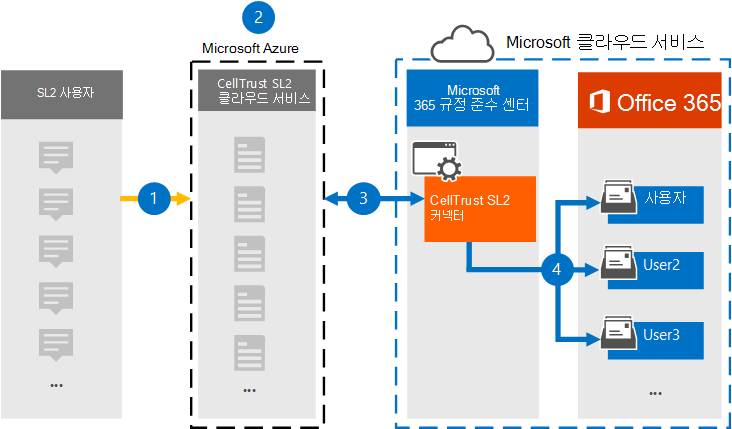 2
Microsoft Azure
Microsoft 클라우드 서비스
SL2 사용자
CellTrust SL2
클라우드 서비스
Microsoft
365 규정 준수 센터
Office 365
1
3
CellTrust SL2
커넥터
4
사용자
User2
User3
...
...
...